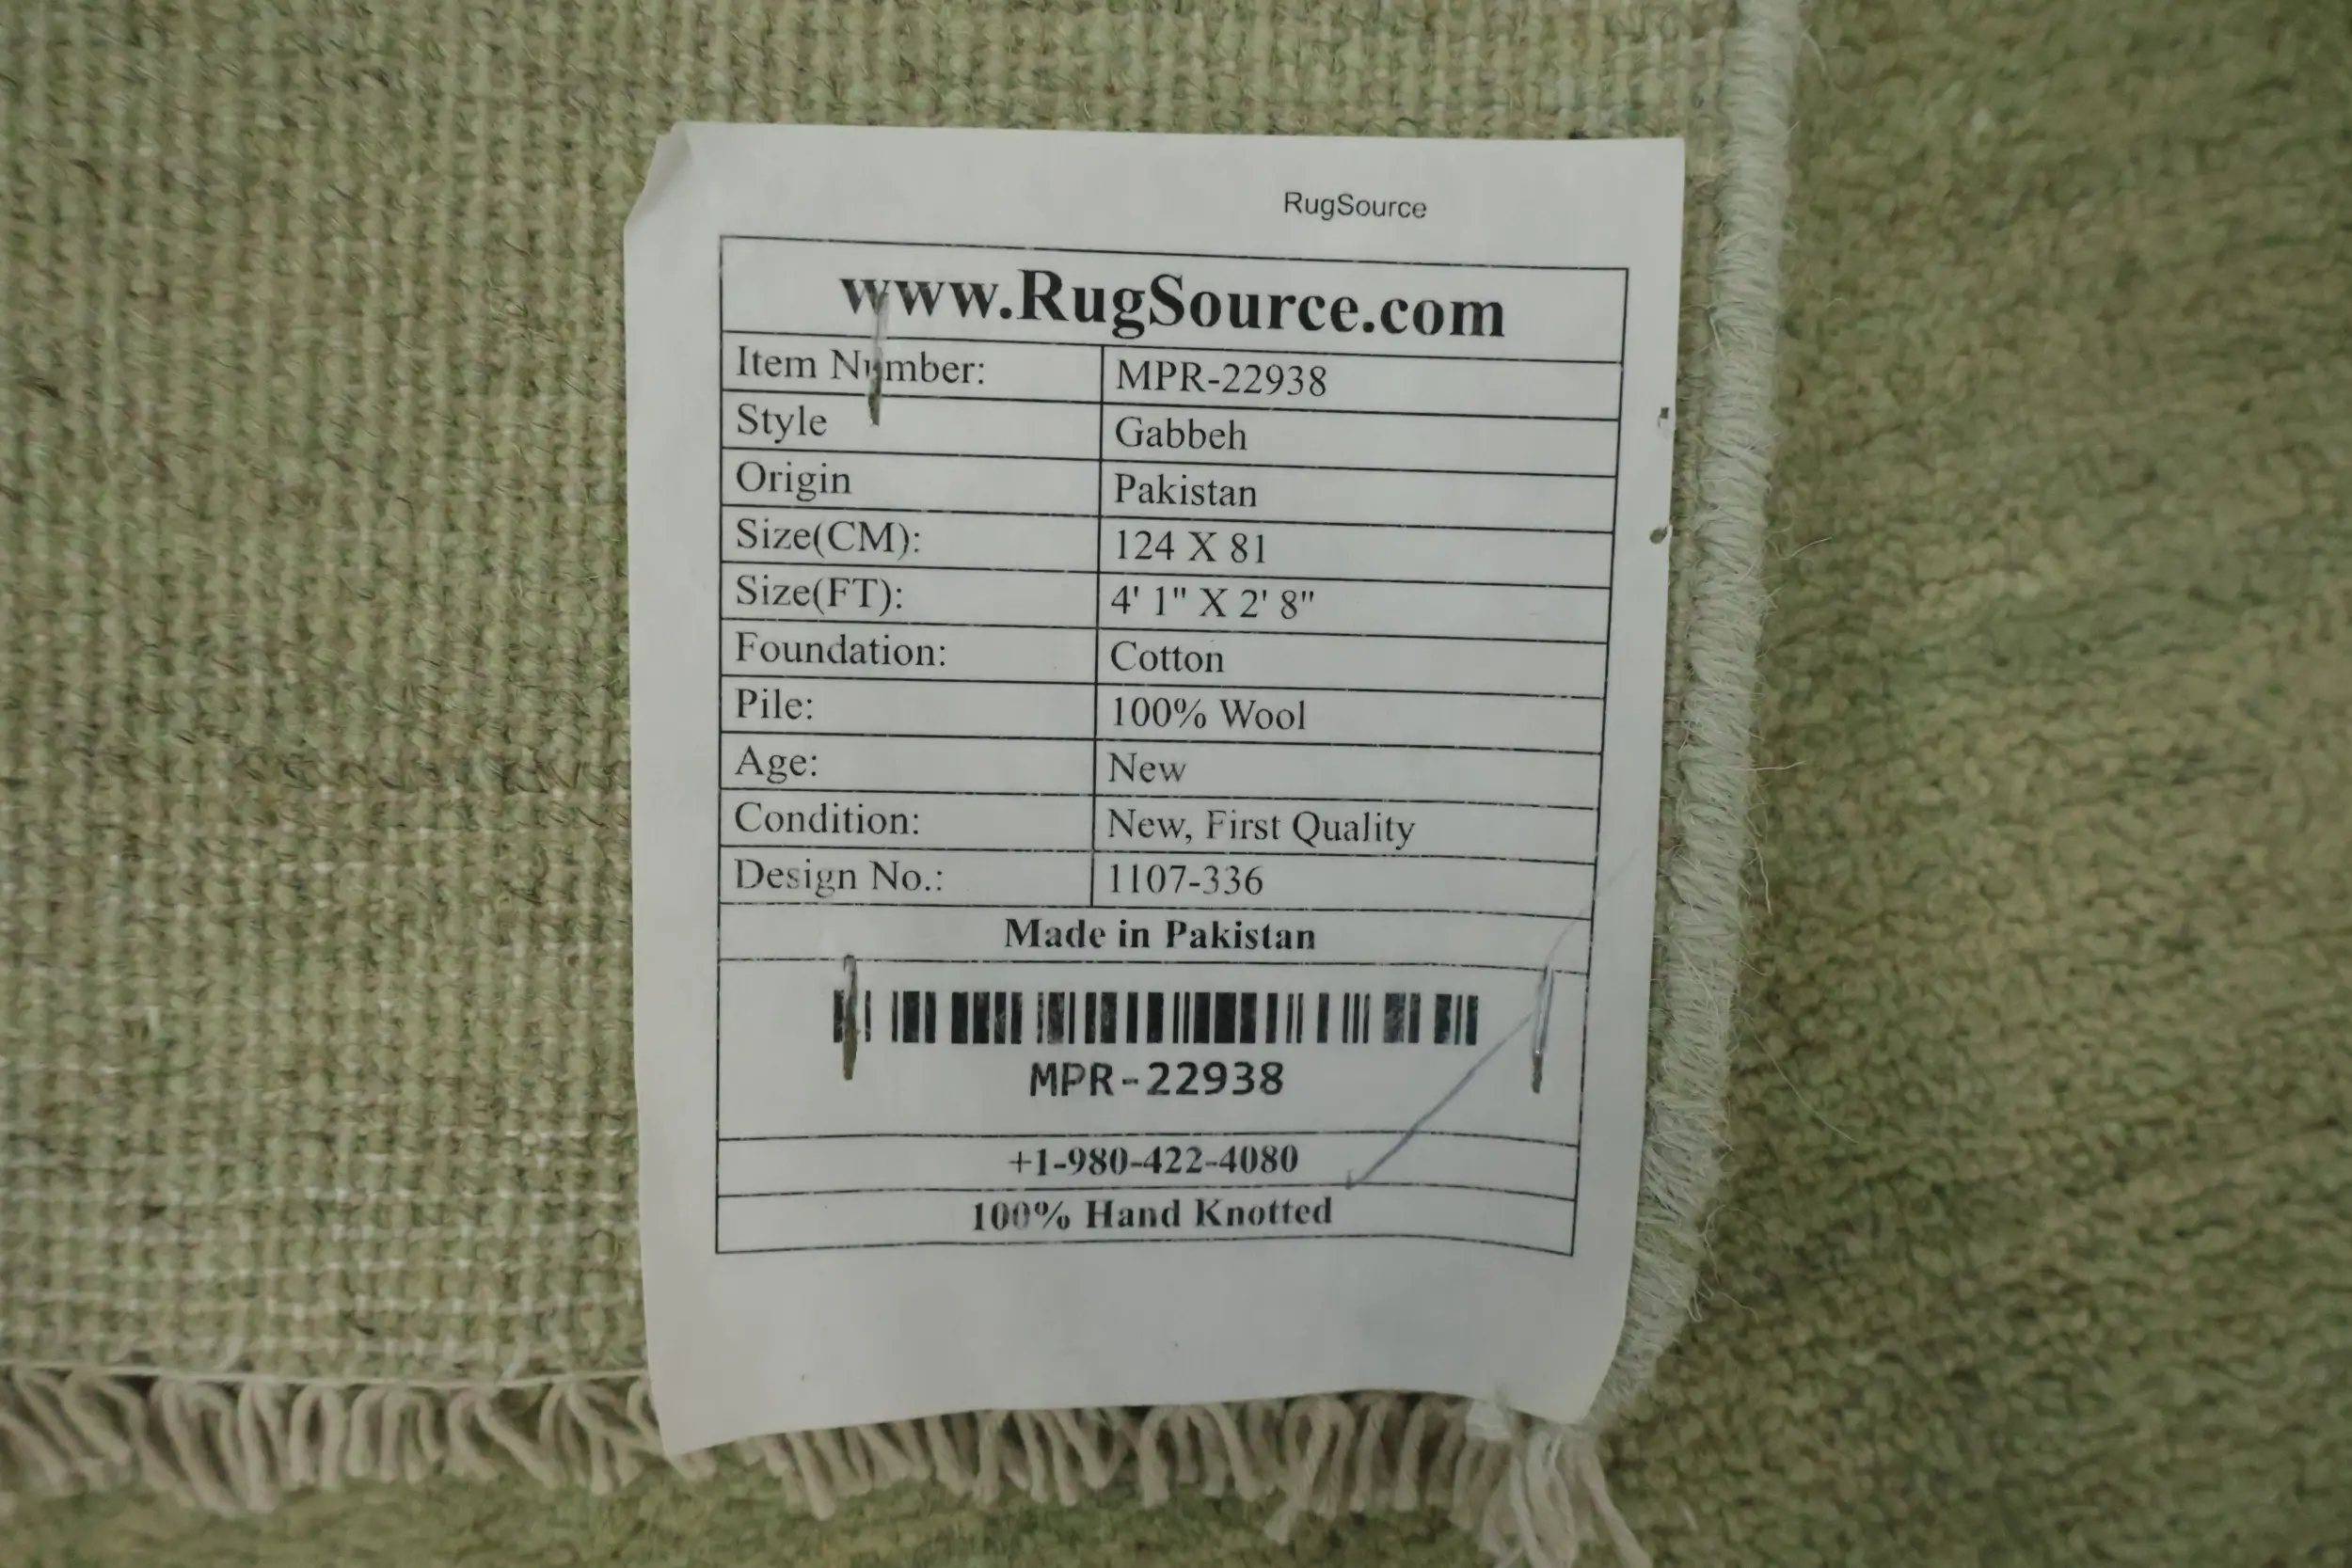 RugSource
www.RugSource.com
Item Number: MPR-22938
Style Gabbeh
Origin Pakistan
Size(CM): 124 X 81
Size(FT): 4' 1" X 2' 8"
Foundation: Cotton
Pile: 100% Wool
Age: New
Condition: New, First Quality
Design No.: 1107-336
Made in Pakistan
MPR-22938
+1-980-422-4080
100% Hand Knotted